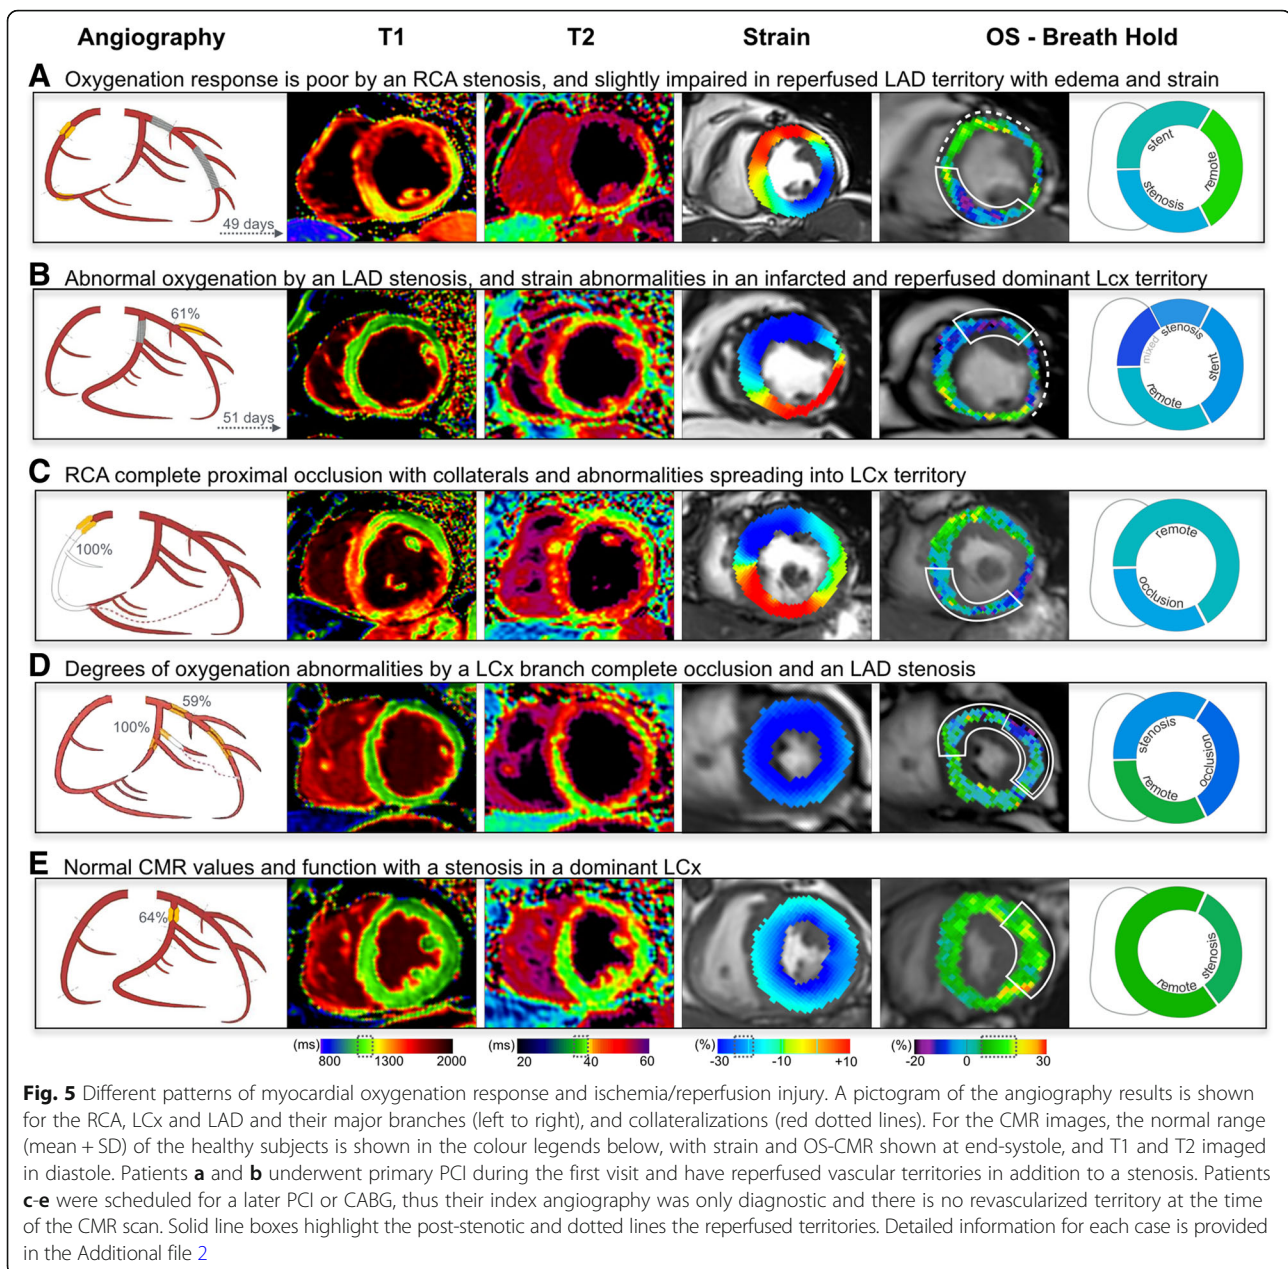 Angiography T1 T2 Strain OS - Breath Hold
A Oxygenation response is poor by an RCA stenosis, and slightly impaired in reperfused LAD territory with edema and strain
49 days
stent
remote
stenosis
B Abnormal oxygenation by an LAD stenosis, and strain abnormalities in an infarcted and reperfused dominant Lcx territory
61%
51 days
mixed
stenosis
stent
remote
C RCA complete proximal occlusion with collaterals and abnormalities spreading into LCx territory
100%
remote
occlusion
D Degrees of oxygenation abnormalities by a LCx branch complete occlusion and an LAD stenosis
59%
100%
stenosis
occlusion
remote
E Normal CMR values and function with a stenosis in a dominant LCx
64%
remote
stenosis
(ms) 800 1300 2000
(ms) 20 40 60
(%) -30 -10 +10
(%) -20 0 30
Fig. 5 Different patterns of myocardial oxygenation response and ischemia/reperfusion injury. A pictogram of the angiography results is shown
for the RCA, LCx and LAD and their major branches (left to right), and collateralizations (red dotted lines). For the CMR images, the normal range
(mean + SD) of the healthy subjects is shown in the colour legends below, with strain and OS-CMR shown at end-systole, and T1 and T2 imaged
in diastole. Patients a and b underwent primary PCI during the first visit and have reperfused vascular territories in addition to a stenosis. Patients
c-e were scheduled for a later PCI or CABG, thus their index angiography was only diagnostic and there is no revascularized territory at the time
of the CMR scan. Solid line boxes highlight the post-stenotic and dotted lines the reperfused territories. Detailed information for each case is provided
in the Additional file 2